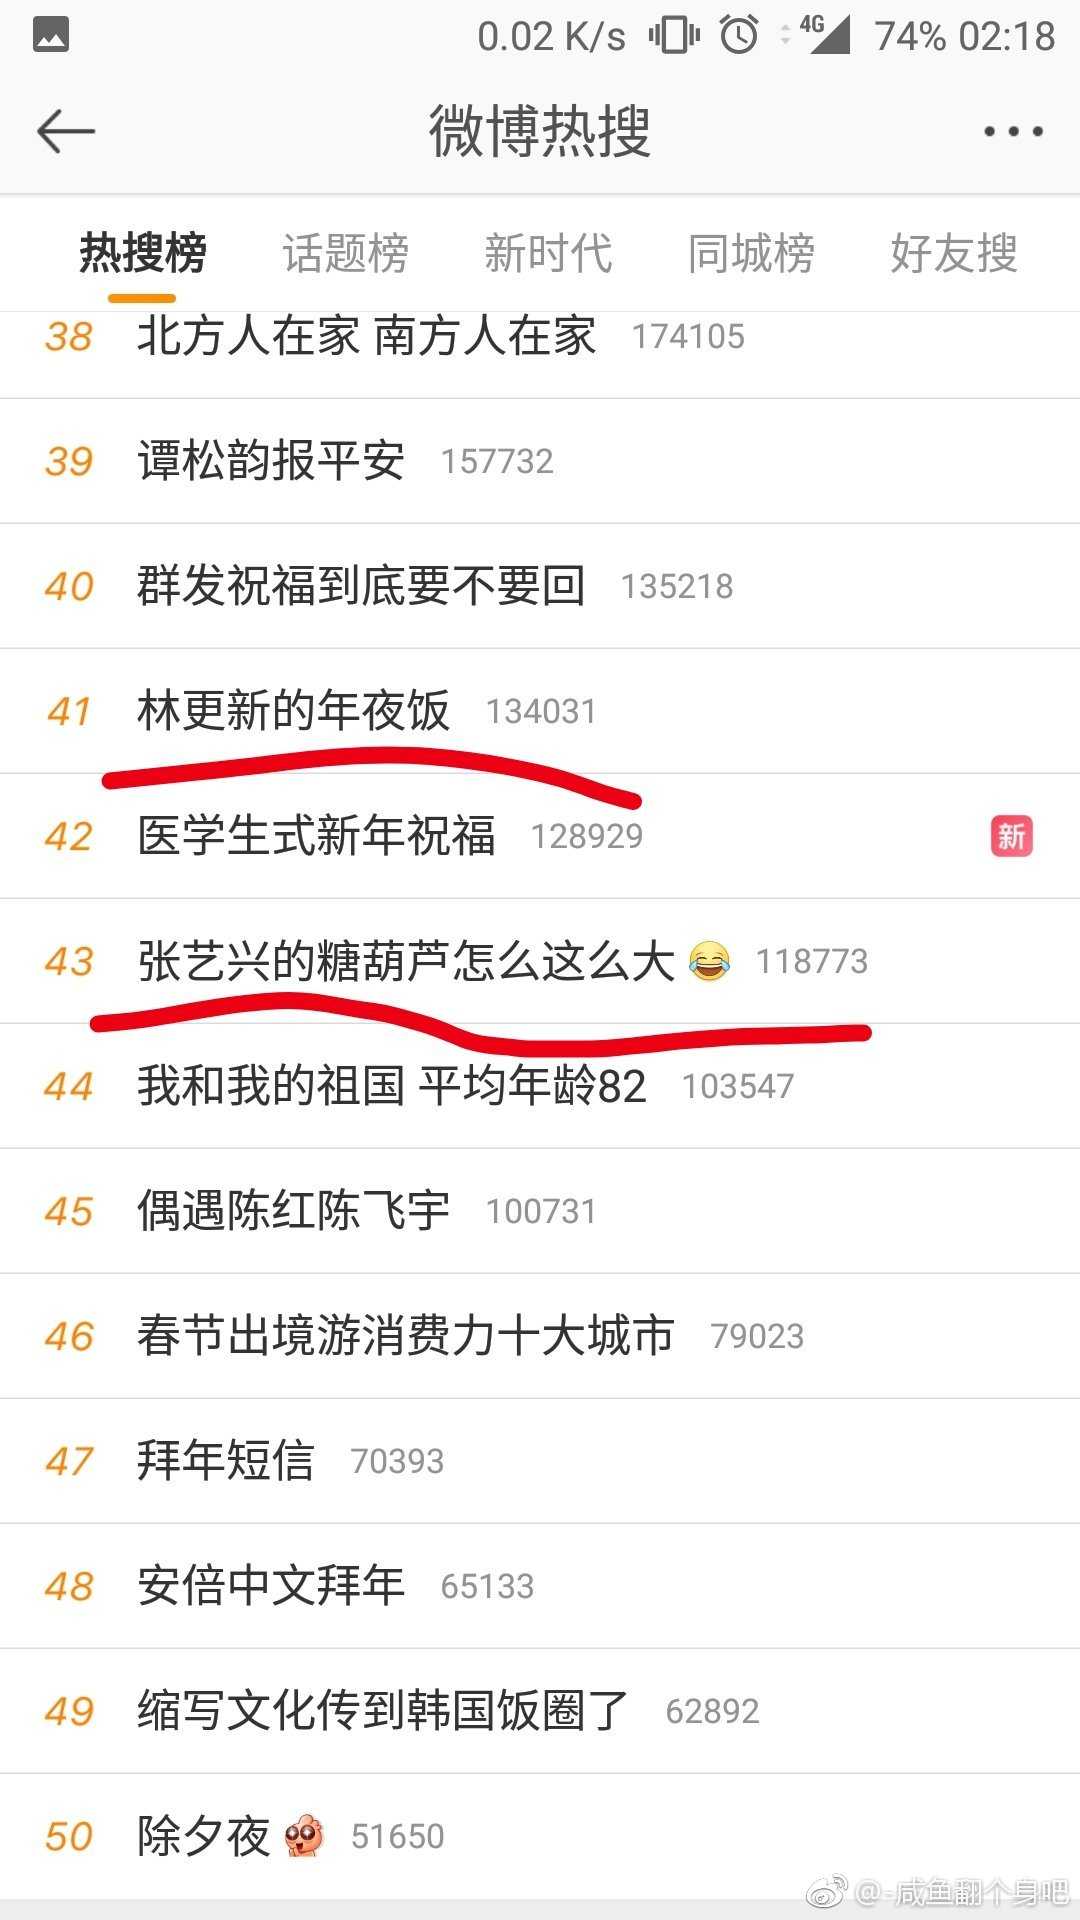 0.02 K/s 4G 74% 02:18
微博热搜
热搜榜 话题榜 新时代 同城榜 好友搜
38 北方人在家 南方人在家 174105
39 谭松韵报平安 157732
40 群发祝福到底要不要回 135218
41 林更新的年夜饭 134031
42 医学生式新年祝福 128929 新
43 张艺兴的糖葫芦怎么这么大 118773
44 我和我的祖国 平均年龄82 103547
45 偶遇陈红陈飞宇 100731
46 春节出境游消费力十大城市 79023
47 拜年短信 70393
48 安倍中文拜年 65133
49 缩写文化传到韩国饭圈了 62892
50 除夕夜 51650
@-咸鱼翻个身吧